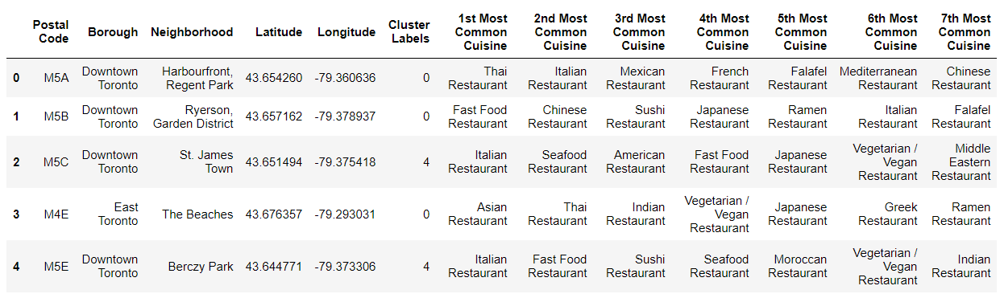 Postal Code Borough Neighborhood Latitude Longitude Cluster Labels 1st Most Common Cuisine 2nd Most Common Cuisine 3rd Most Common Cuisine 4th Most Common Cuisine 5th Most Common Cuisine 6th Most Common Cuisine 7th Most Common Cuisine
0 M5A Downtown Toronto Harbourfront, Regent Park 43.654260 -79.360636 0 Thai Restaurant Italian Restaurant Mexican Restaurant French Restaurant Falafel Restaurant Mediterranean Restaurant Chinese Restaurant
1 M5B Downtown Toronto Ryerson, Garden District 43.657162 -79.378937 0 Fast Food Restaurant Chinese Restaurant Sushi Restaurant Japanese Restaurant Ramen Restaurant Italian Restaurant Falafel Restaurant
2 M5C Downtown Toronto St. James Town 43.651494 -79.375418 4 Italian Restaurant Seafood Restaurant American Restaurant Fast Food Restaurant Japanese Restaurant Vegetarian / Vegan Restaurant Middle Eastern Restaurant
3 M4E East Toronto The Beaches 43.676357 -79.293031 0 Asian Restaurant Thai Restaurant Indian Restaurant Vegetarian / Vegan Restaurant Japanese Restaurant Greek Restaurant Ramen Restaurant
4 M5E Downtown Toronto Berczy Park 43.644771 -79.373306 4 Italian Restaurant Fast Food Restaurant Sushi Restaurant Seafood Restaurant Moroccan Restaurant Vegetarian / Vegan Restaurant Indian Restaurant